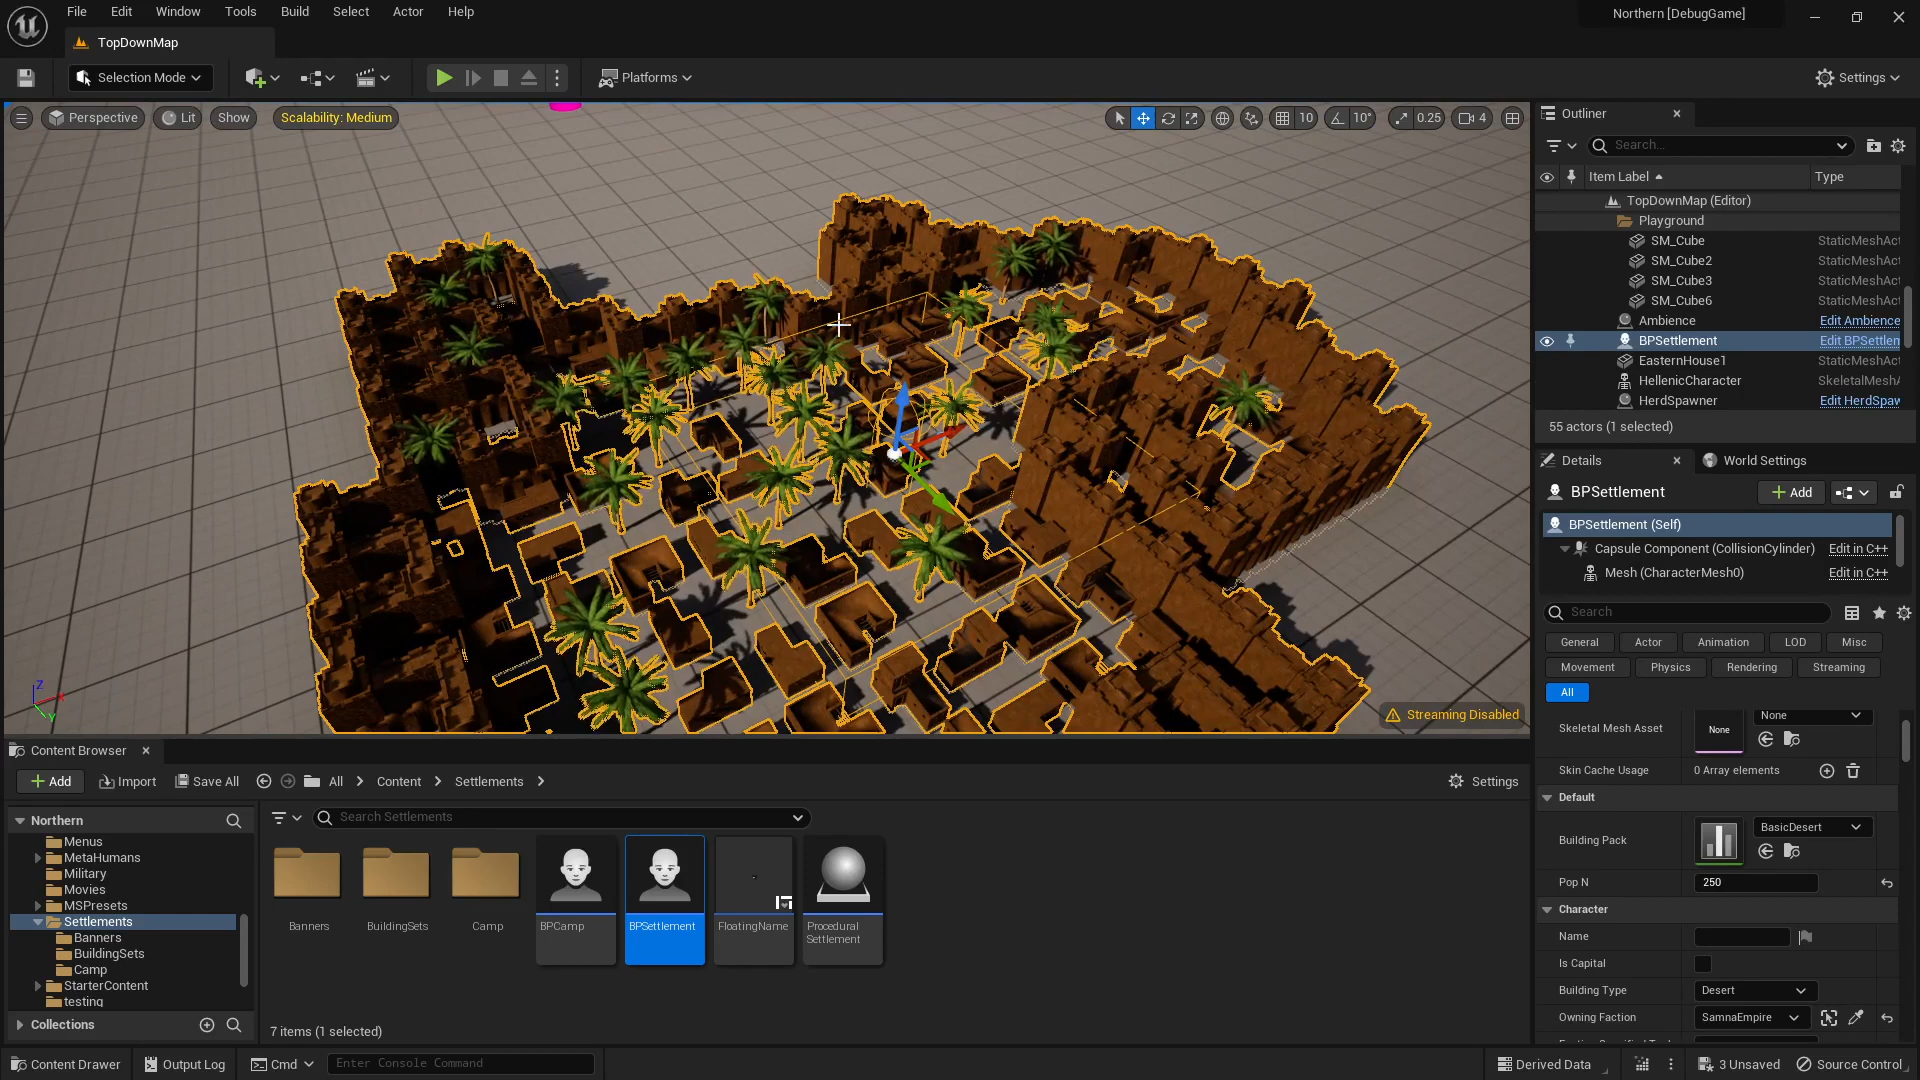 File Edit Window Tools Build Select Actor Help
Northern [DebugGame]
TopDownMap
Selection Mode
Platforms
Settings
Perspective
Lit
Show
Scalability: Medium
10
10°
0.25
4
Streaming Disabled
Outliner
Search...
Item Label Type
TopDownMap (Editor)
Playground
SM_Cube StaticMeshAct
SM_Cube2 StaticMeshAct
SM_Cube3 StaticMeshAct
SM_Cube6 StaticMeshAct
Ambience Edit Ambience
BPSettlement Edit BPSettlen
EasternHouse1 StaticMeshAct
HellenicCharacter SkeletalMeshA
HerdSpawner Edit HerdSpaw
55 actors (1 selected)
Details
World Settings
BPSettlement
Add
BPSettlement (Self)
Capsule Component (CollisionCylinder) Edit in C++
Mesh (CharacterMesh0) Edit in C++
Search
General Actor Animation LOD Misc
Movement Physics Rendering Streaming
All
None
Skeletal Mesh Asset None
Skin Cache Usage 0 Array elements
Default
BasicDesert
Building Pack
Pop N 250
Character
Name
Is Capital
Building Type Desert
Owning Faction SamnaEmpire
Content Browser
Add Import Save All All Content Settlements
Settings
Northern
Menus
MetaHumans
Military
Movies
MSPresets
Settlements
Banners
BuildingSets
Camp
StarterContent
testing
Collections
Search Settlements
Banners
BuildingSets
Camp
BPCamp
BPSettlement
FloatingName
Procedural
Settlement
7 items (1 selected)
Content Drawer Output Log Cmd Enter Console Command
Derived Data 3 Unsaved Source Control